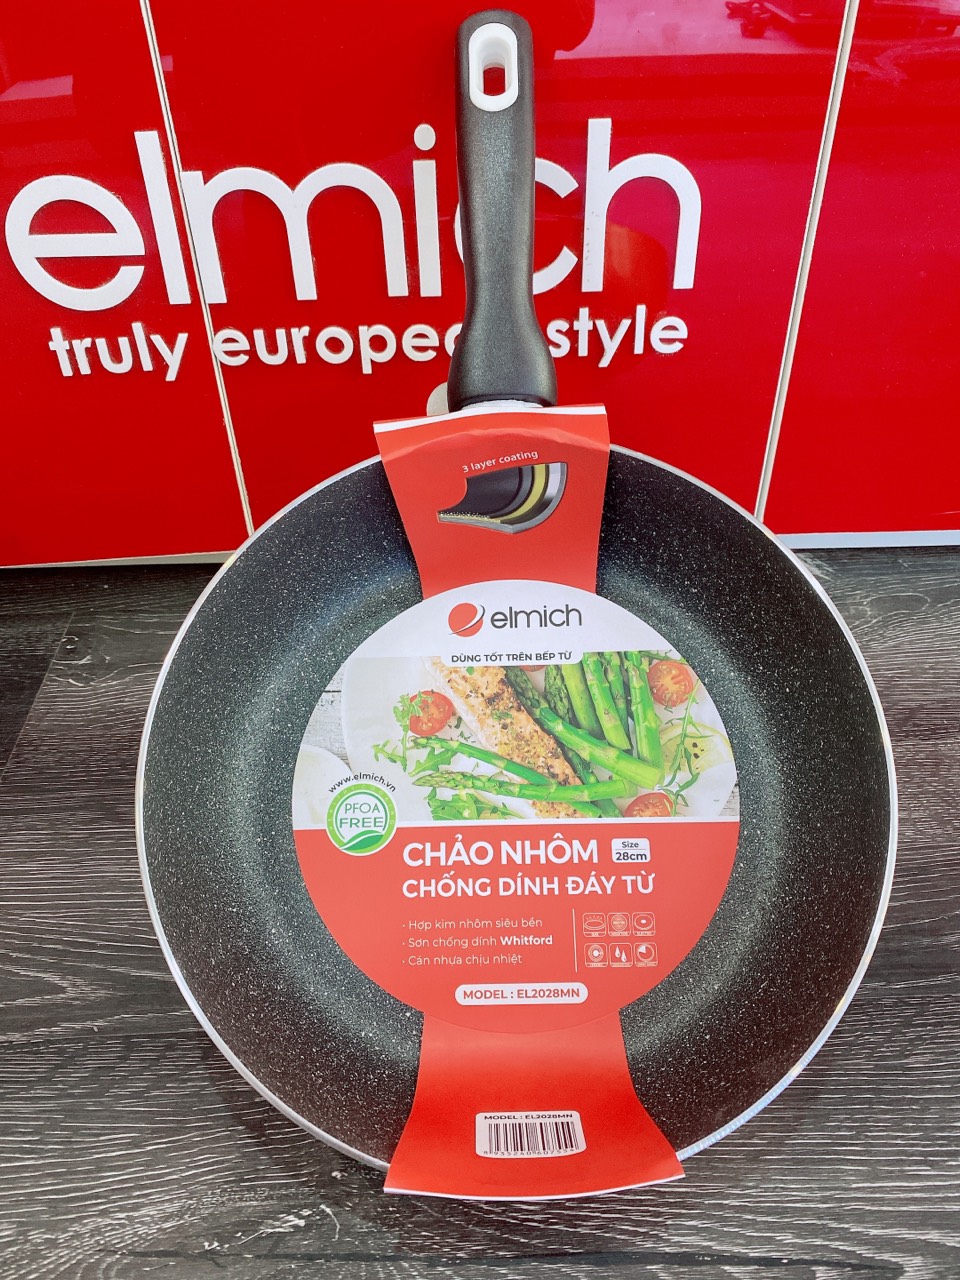 elmich
truly europe style
3 layer coating
elmich
DÙNG TỐT TRÊN BẾP TỪ
www.elmich.vn
PFOA
FREE
CHẢO NHÔM
Size
28cm
CHỐNG DÍNH ĐÁY TỪ
· Hợp kim nhôm siêu bền
· Sơn chống dính Whitford
· Cán nhựa chịu nhiệt
MODEL : EL2028MN
MODEL : EL2028MN